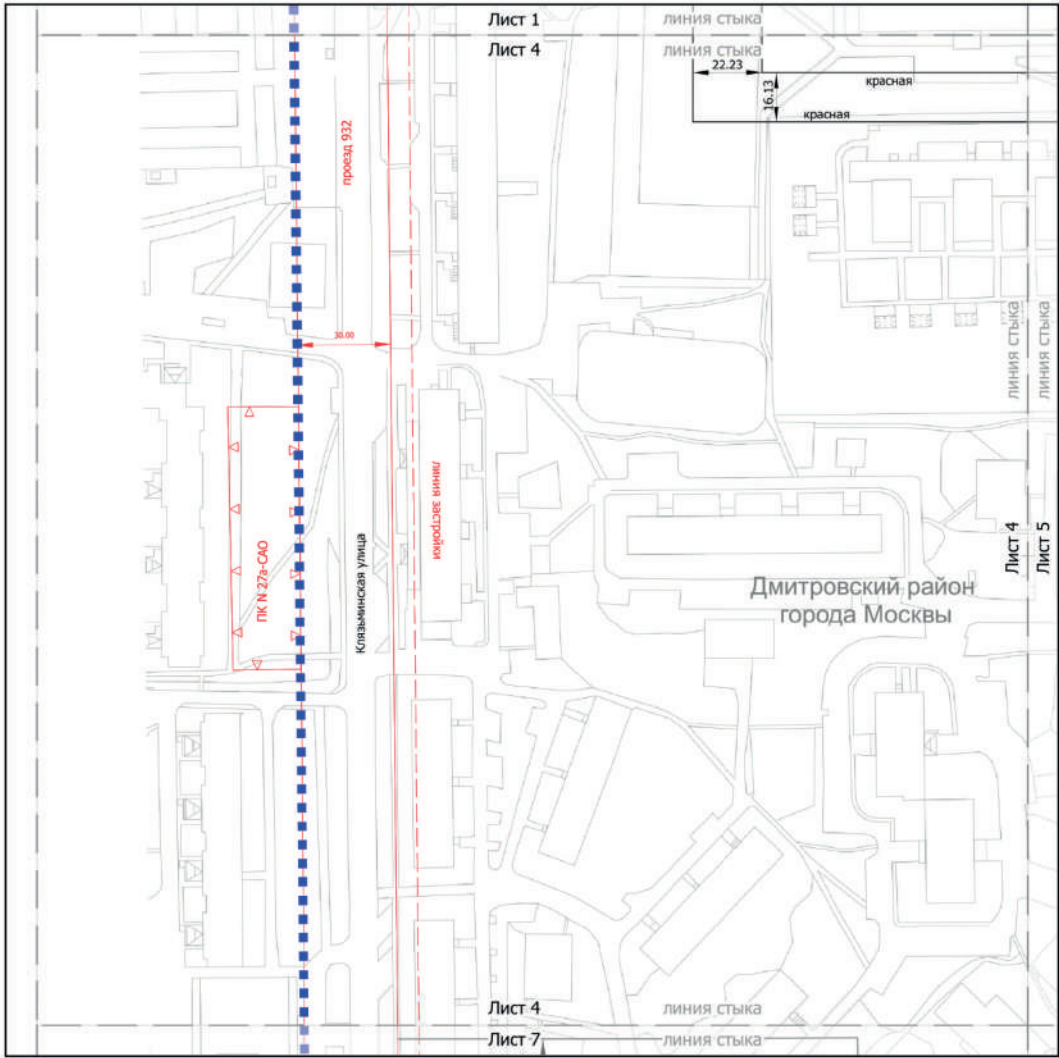 Лист 1
линия стыка
Лист 4
линия стыка
22.23
16.13
красная
красная
проезд 932
30.00
линия стыка
линия стыка
линия застройки
ПК N 27а-САО
Клязьминская улица
Лист 4
Лист 5
Дмитровский район
города Москвы
Лист 4
линия стыка
Лист 7
линия стыка